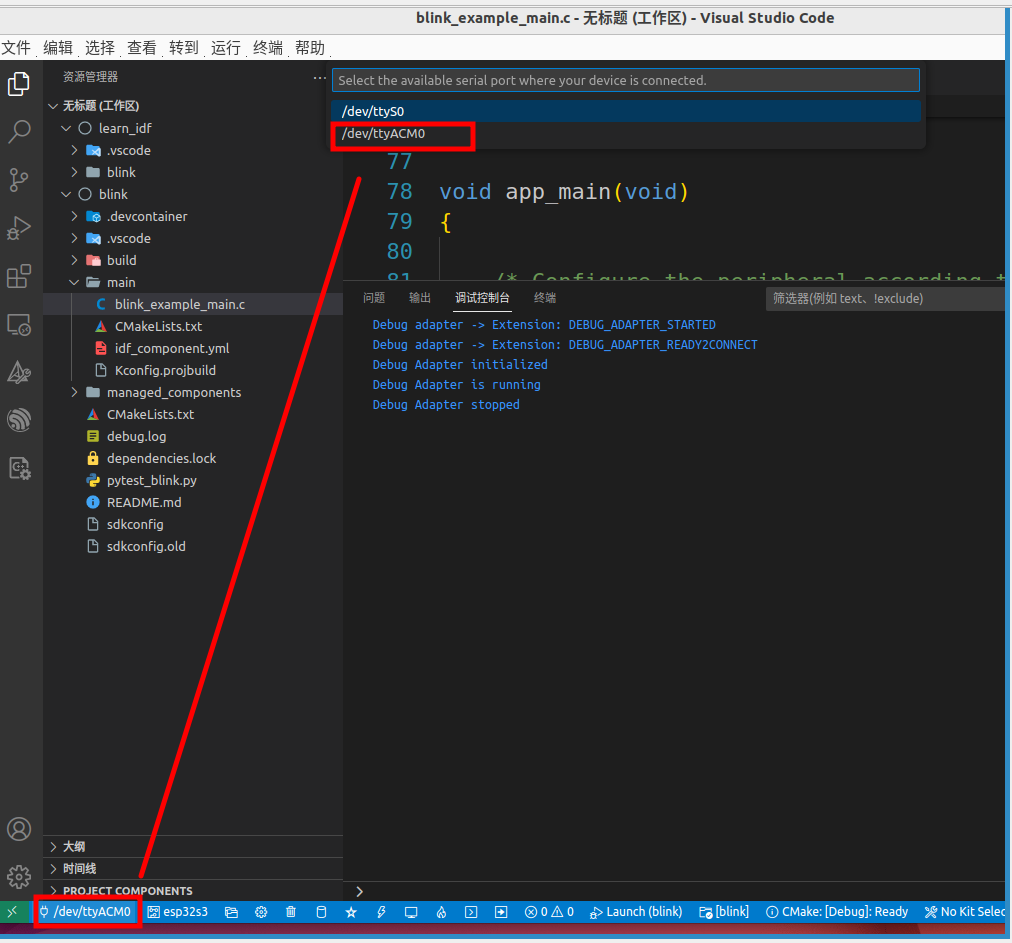 blink_example_main.c - 无标题 (工作区) - Visual Studio Code
文件 编辑 选择 查看 转到 运行 终端 帮助
资源管理器
Select the available serial port where your device is connected.
/dev/ttyS0
/dev/ttyACM0
无标题 (工作区)
learn_idf
.vscode
blink
blink
.devcontainer
.vscode
build
main
blink_example_main.c
CMakeLists.txt
idf_component.yml
Kconfig.projbuild
managed_components
CMakeLists.txt
debug.log
dependencies.lock
pytest_blink.py
README.md
sdkconfig
sdkconfig.old
大纲
时间线
PROJECT COMPONENTS
77
78 void app_main(void)
79 {
80
81 /* Configure the peripheral according t
问题 输出 调试控制台 终端 筛选器(例如 text、!exclude)
Debug adapter -> Extension: DEBUG_ADAPTER_STARTED
Debug adapter -> Extension: DEBUG_ADAPTER_READY2CONNECT
Debug Adapter initialized
Debug Adapter is running
Debug Adapter stopped
/dev/ttyACM0 esp32s3 0 0 Launch (blink) [blink] CMake: [Debug]: Ready No Kit Selec